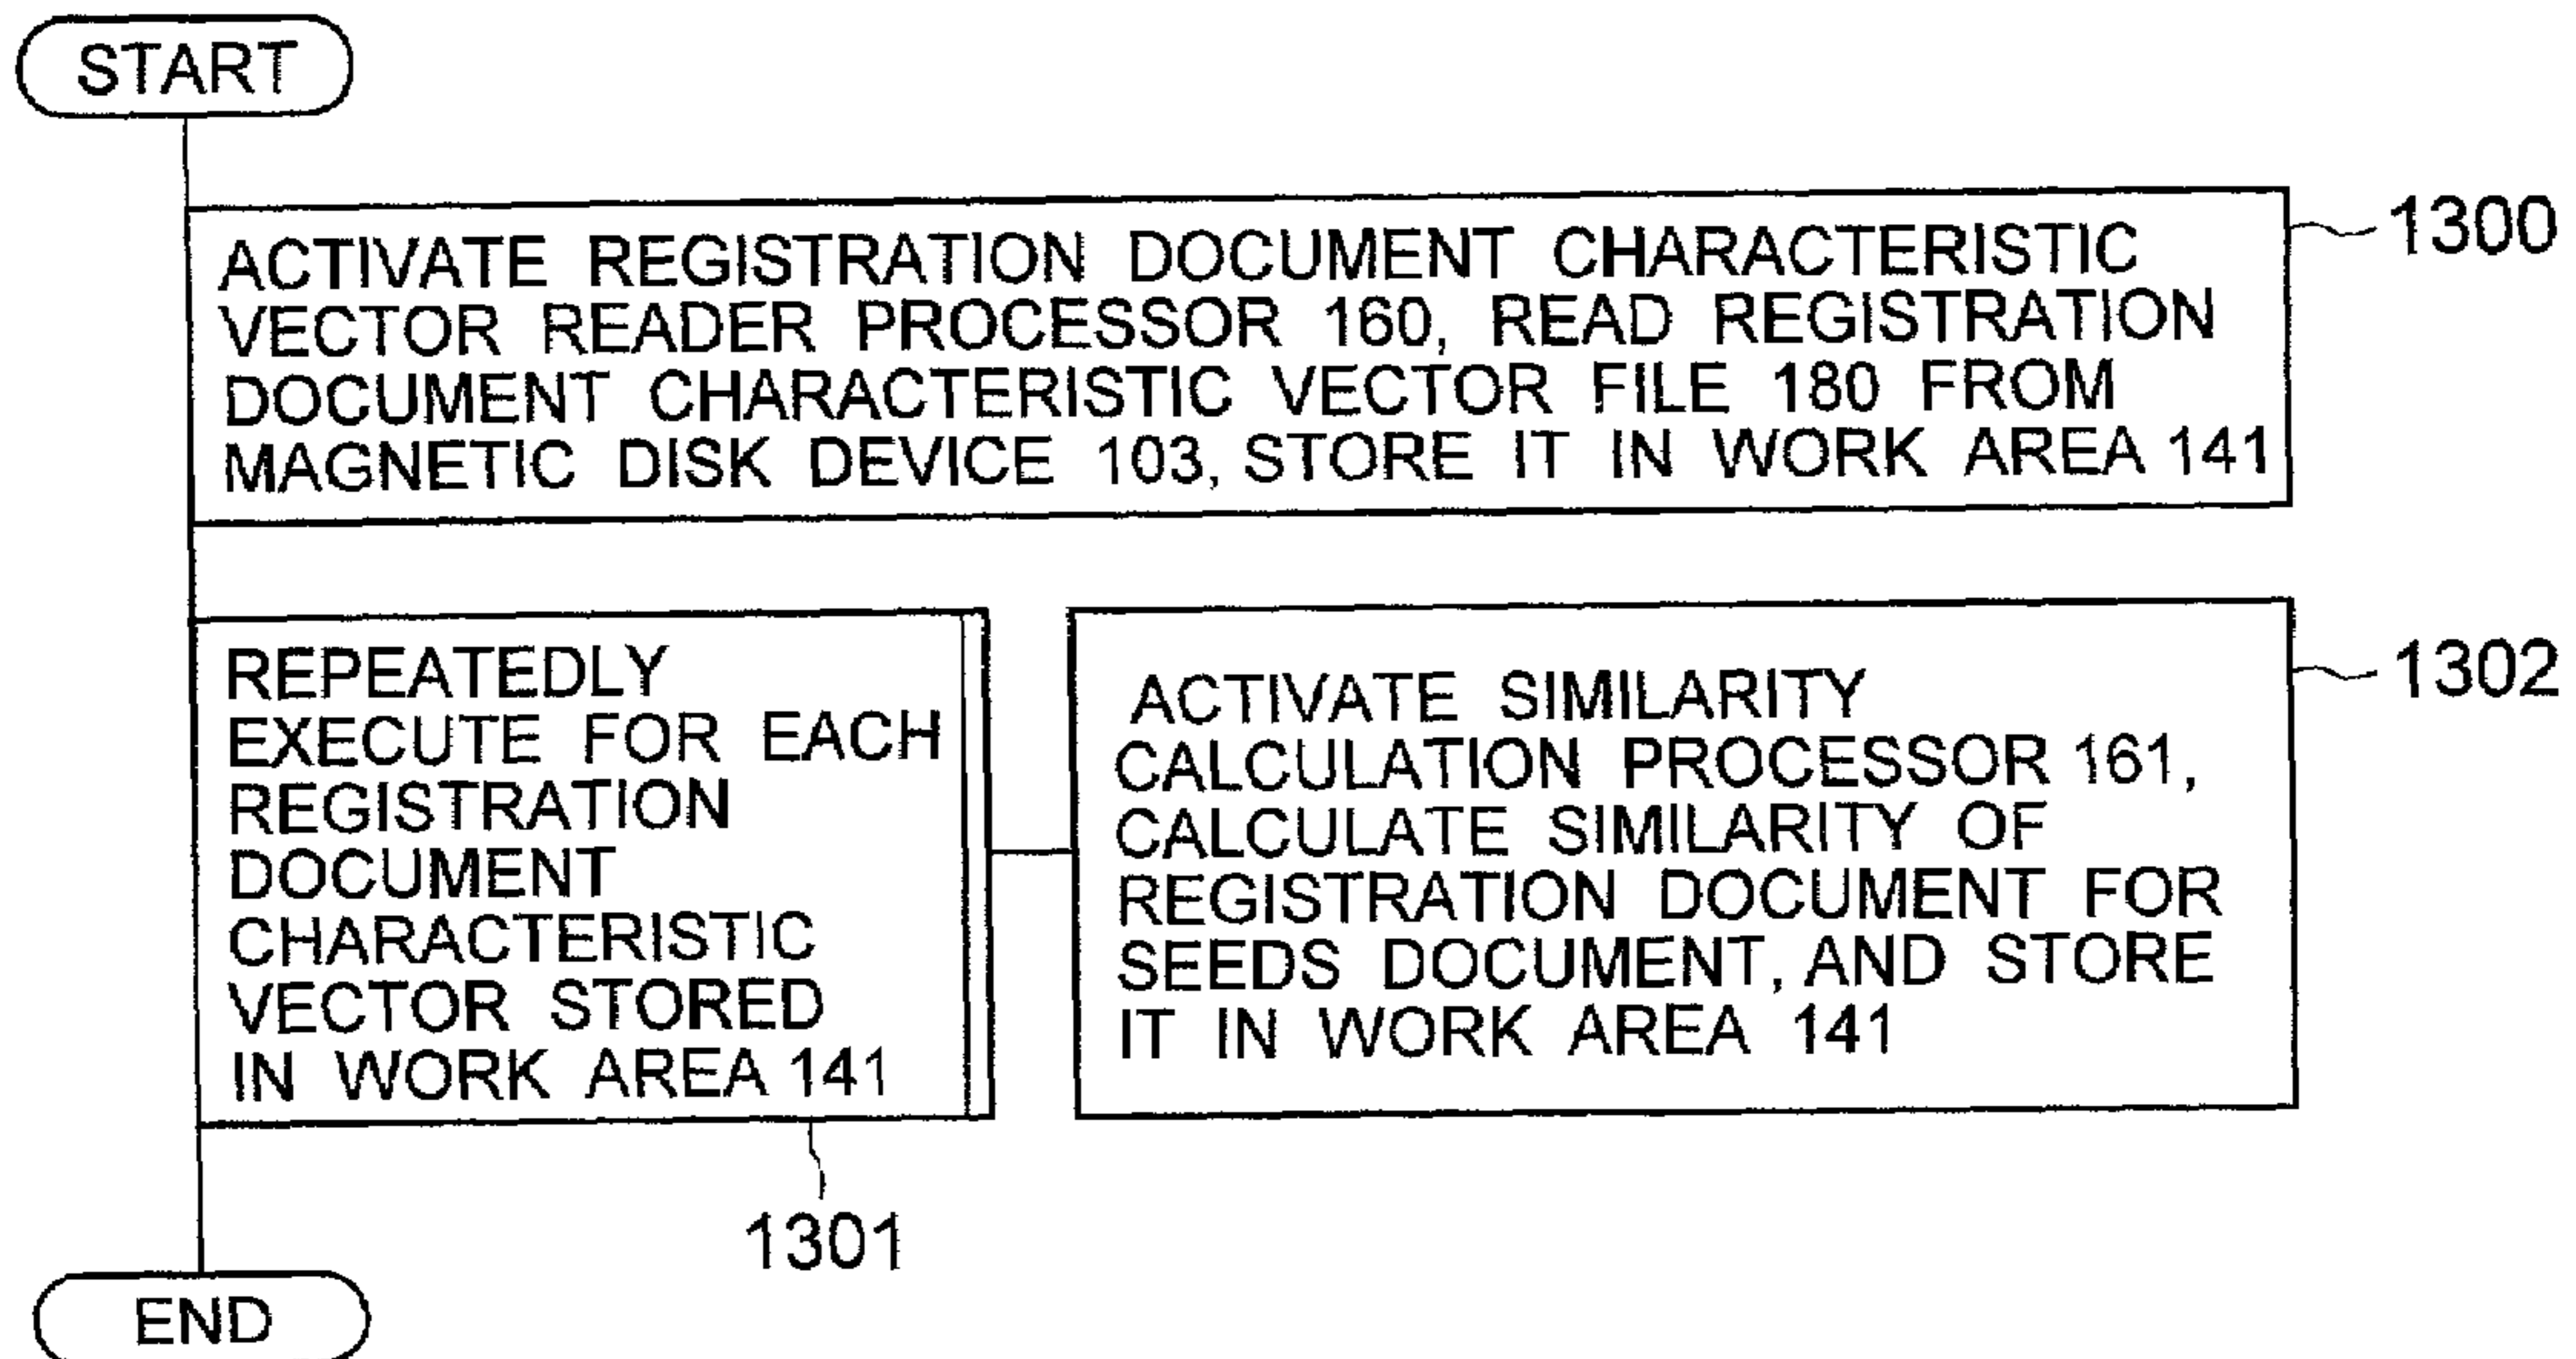 START
ACTIVATE REGISTRATION DOCUMENT CHARACTERISTIC
VECTOR READER PROCESSOR 160, READ REGISTRATION
DOCUMENT CHARACTERISTIC VECTOR FILE 180 FROM
MAGNETIC DISK DEVICE 103, STORE IT IN WORK AREA 141
1300
REPEATEDLY
EXECUTE FOR EACH
REGISTRATION
DOCUMENT
CHARACTERISTIC
VECTOR STORED
IN WORK AREA 141
1301
ACTIVATE SIMILARITY
CALCULATION PROCESSOR 161,
CALCULATE SIMILARITY OF
REGISTRATION DOCUMENT FOR
SEEDS DOCUMENT, AND STORE
IT IN WORK AREA 141
1302
END